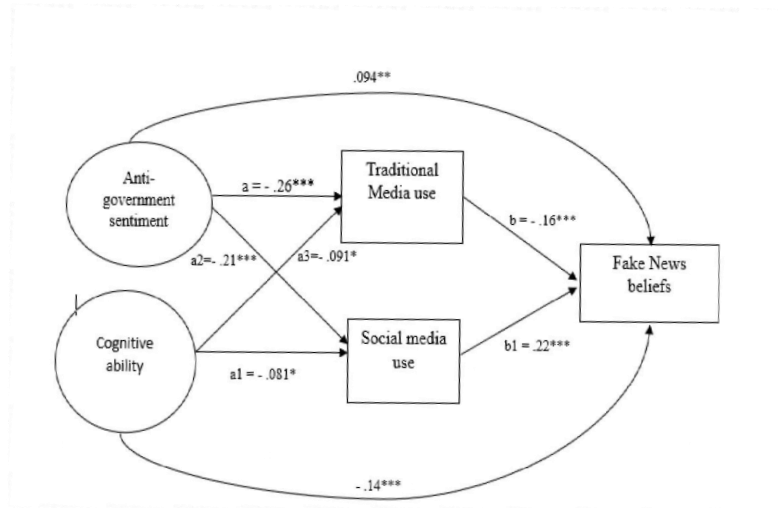 .094**
Anti-
government
sentiment
a = - .26***
Traditional
Media use
b = - .16***
a2=- .21***
a3=- .091*
Fake News
beliefs
Cognitive
ability
Social media
use
a1 = - .081*
b1 = .22***
- .14***